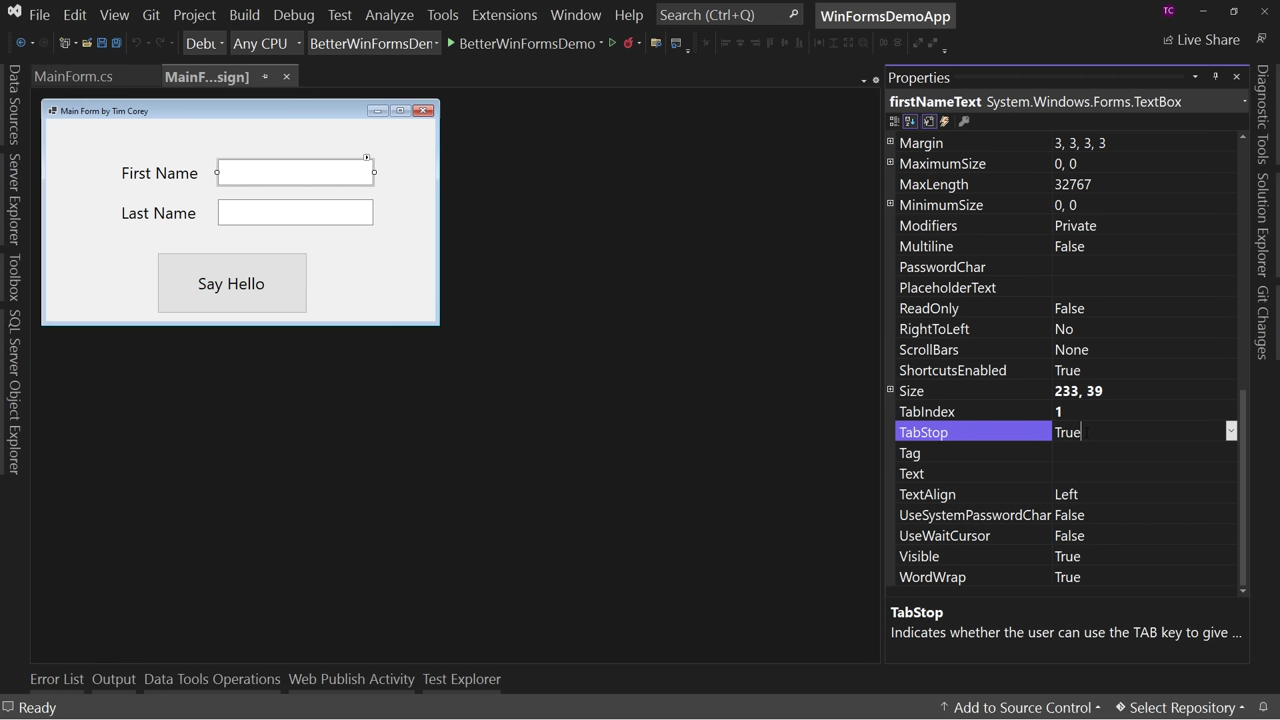 File Edit View Git Project Build Debug Test Analyze Tools Extensions Window Help Search (Ctrl+Q) WinFormsDemoApp TC
Debu Any CPU BetterWinFormsDen BetterWinFormsDemo Live Share
MainForm.cs MainF...sign]
Data Sources
Server Explorer
Toolbox
SQL Server Object Explorer
Main Form by Tim Corey
First Name
Last Name
Say Hello
Properties
firstNameText System.Windows.Forms.TextBox
Margin 3, 3, 3, 3
MaximumSize 0, 0
MaxLength 32767
MinimumSize 0, 0
Modifiers Private
Multiline False
PasswordChar
PlaceholderText
ReadOnly False
RightToLeft No
ScrollBars None
ShortcutsEnabled True
Size 233, 39
TabIndex 1
TabStop True
Tag
Text
TextAlign Left
UseSystemPasswordChar False
UseWaitCursor False
Visible True
WordWrap True
TabStop
Indicates whether the user can use the TAB key to give ...
Diagnostic Tools
Solution Explorer
Git Changes
Error List Output Data Tools Operations Web Publish Activity Test Explorer
Ready Add to Source Control Select Repository